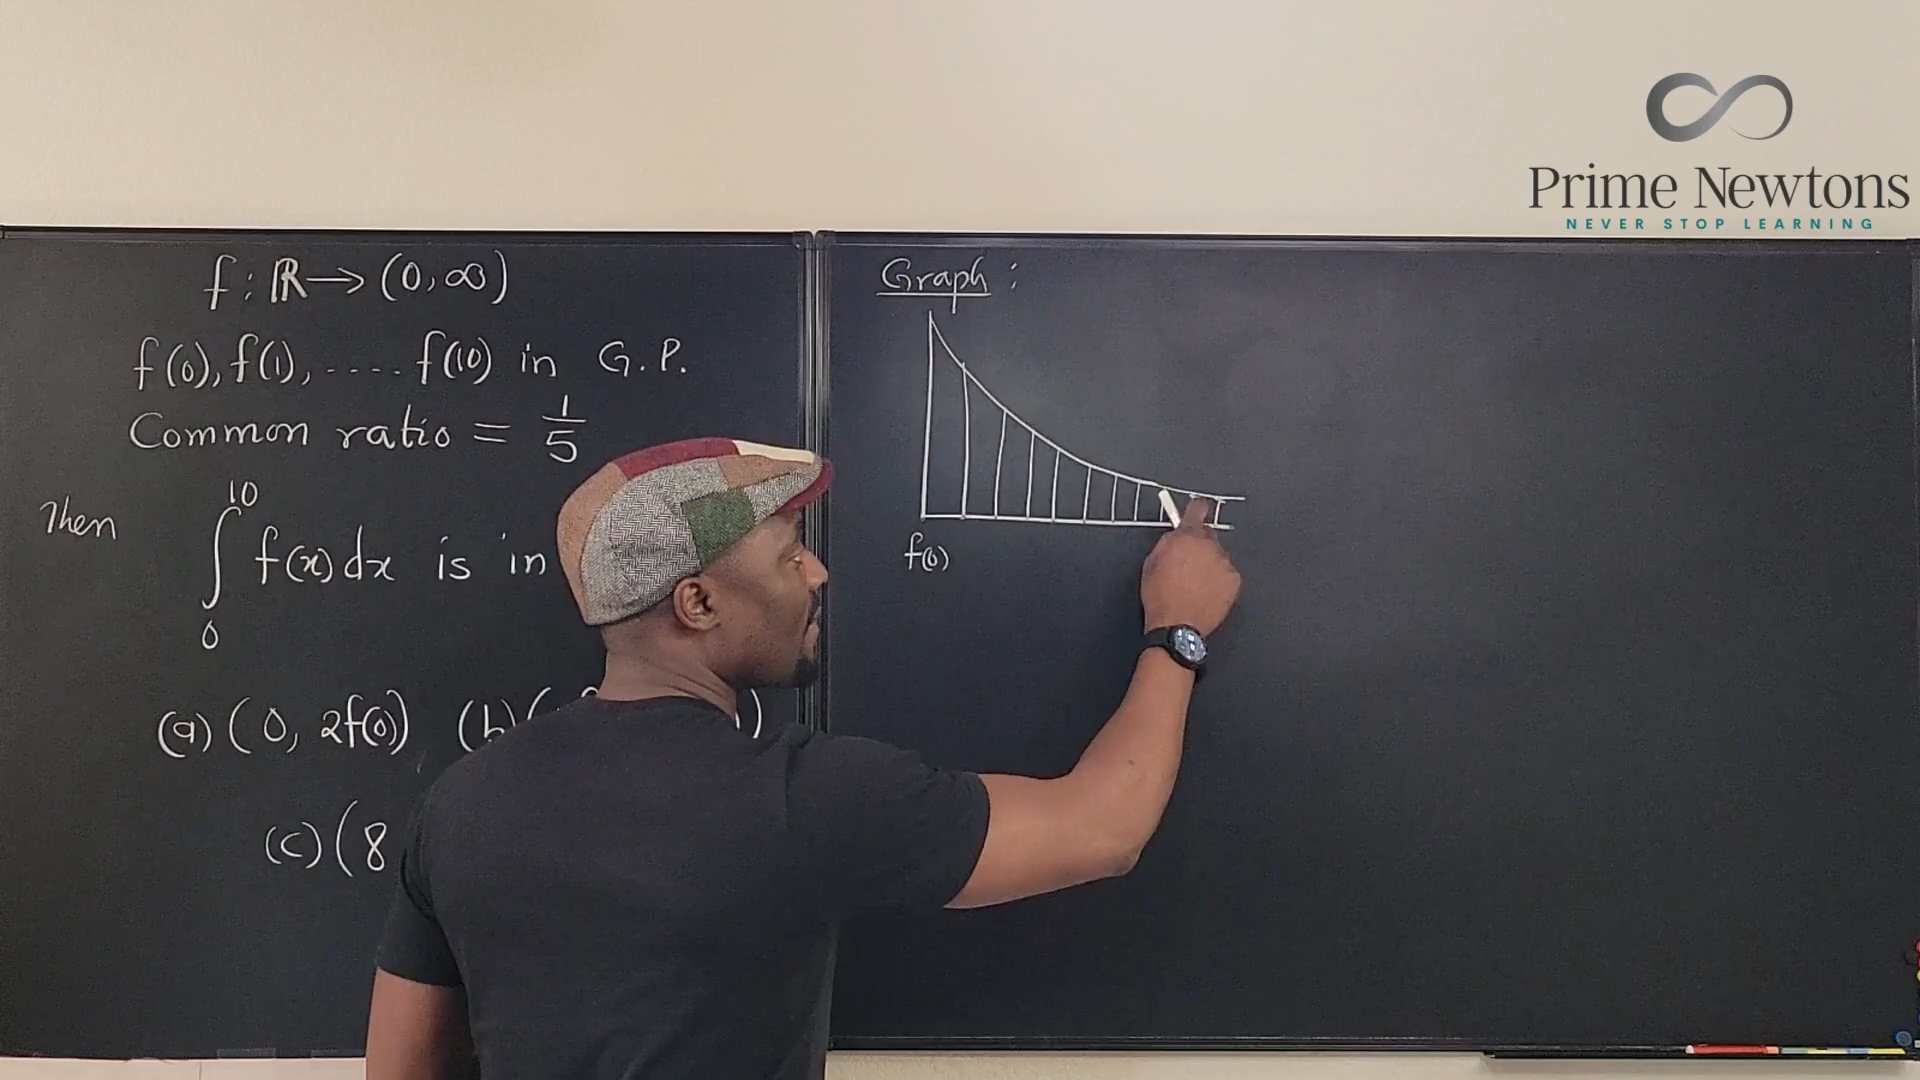 Prime Newtons
NEVER STOP LEARNING
f : ℝ → (0, ∞)
f(0), f(1), .... f(10) in G.P.
Common ratio = 1/5
Then ∫₀¹⁰ f(x) dx is in
(a) (0, 2f(0)) (b) (
(c) (8
Graph :
f(0)